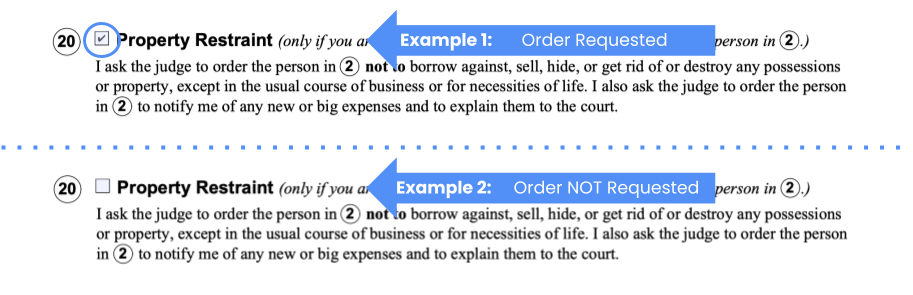 20 Property Restraint (only if you Example 1: Order Requested person in 2.)
I ask the judge to order the person in 2 not to borrow against, sell, hide, or get rid of or destroy any possessions
or property, except in the usual course of business or for necessities of life. I also ask the judge to order the person
in 2 to notify me of any new or big expenses and to explain them to the court.
20 Property Restraint (only if you Example 2: Order NOT Requested person in 2.)
I ask the judge to order the person in 2 not to borrow against, sell, hide, or get rid of or destroy any possessions
or property, except in the usual course of business or for necessities of life. I also ask the judge to order the person
in 2 to notify me of any new or big expenses and to explain them to the court.